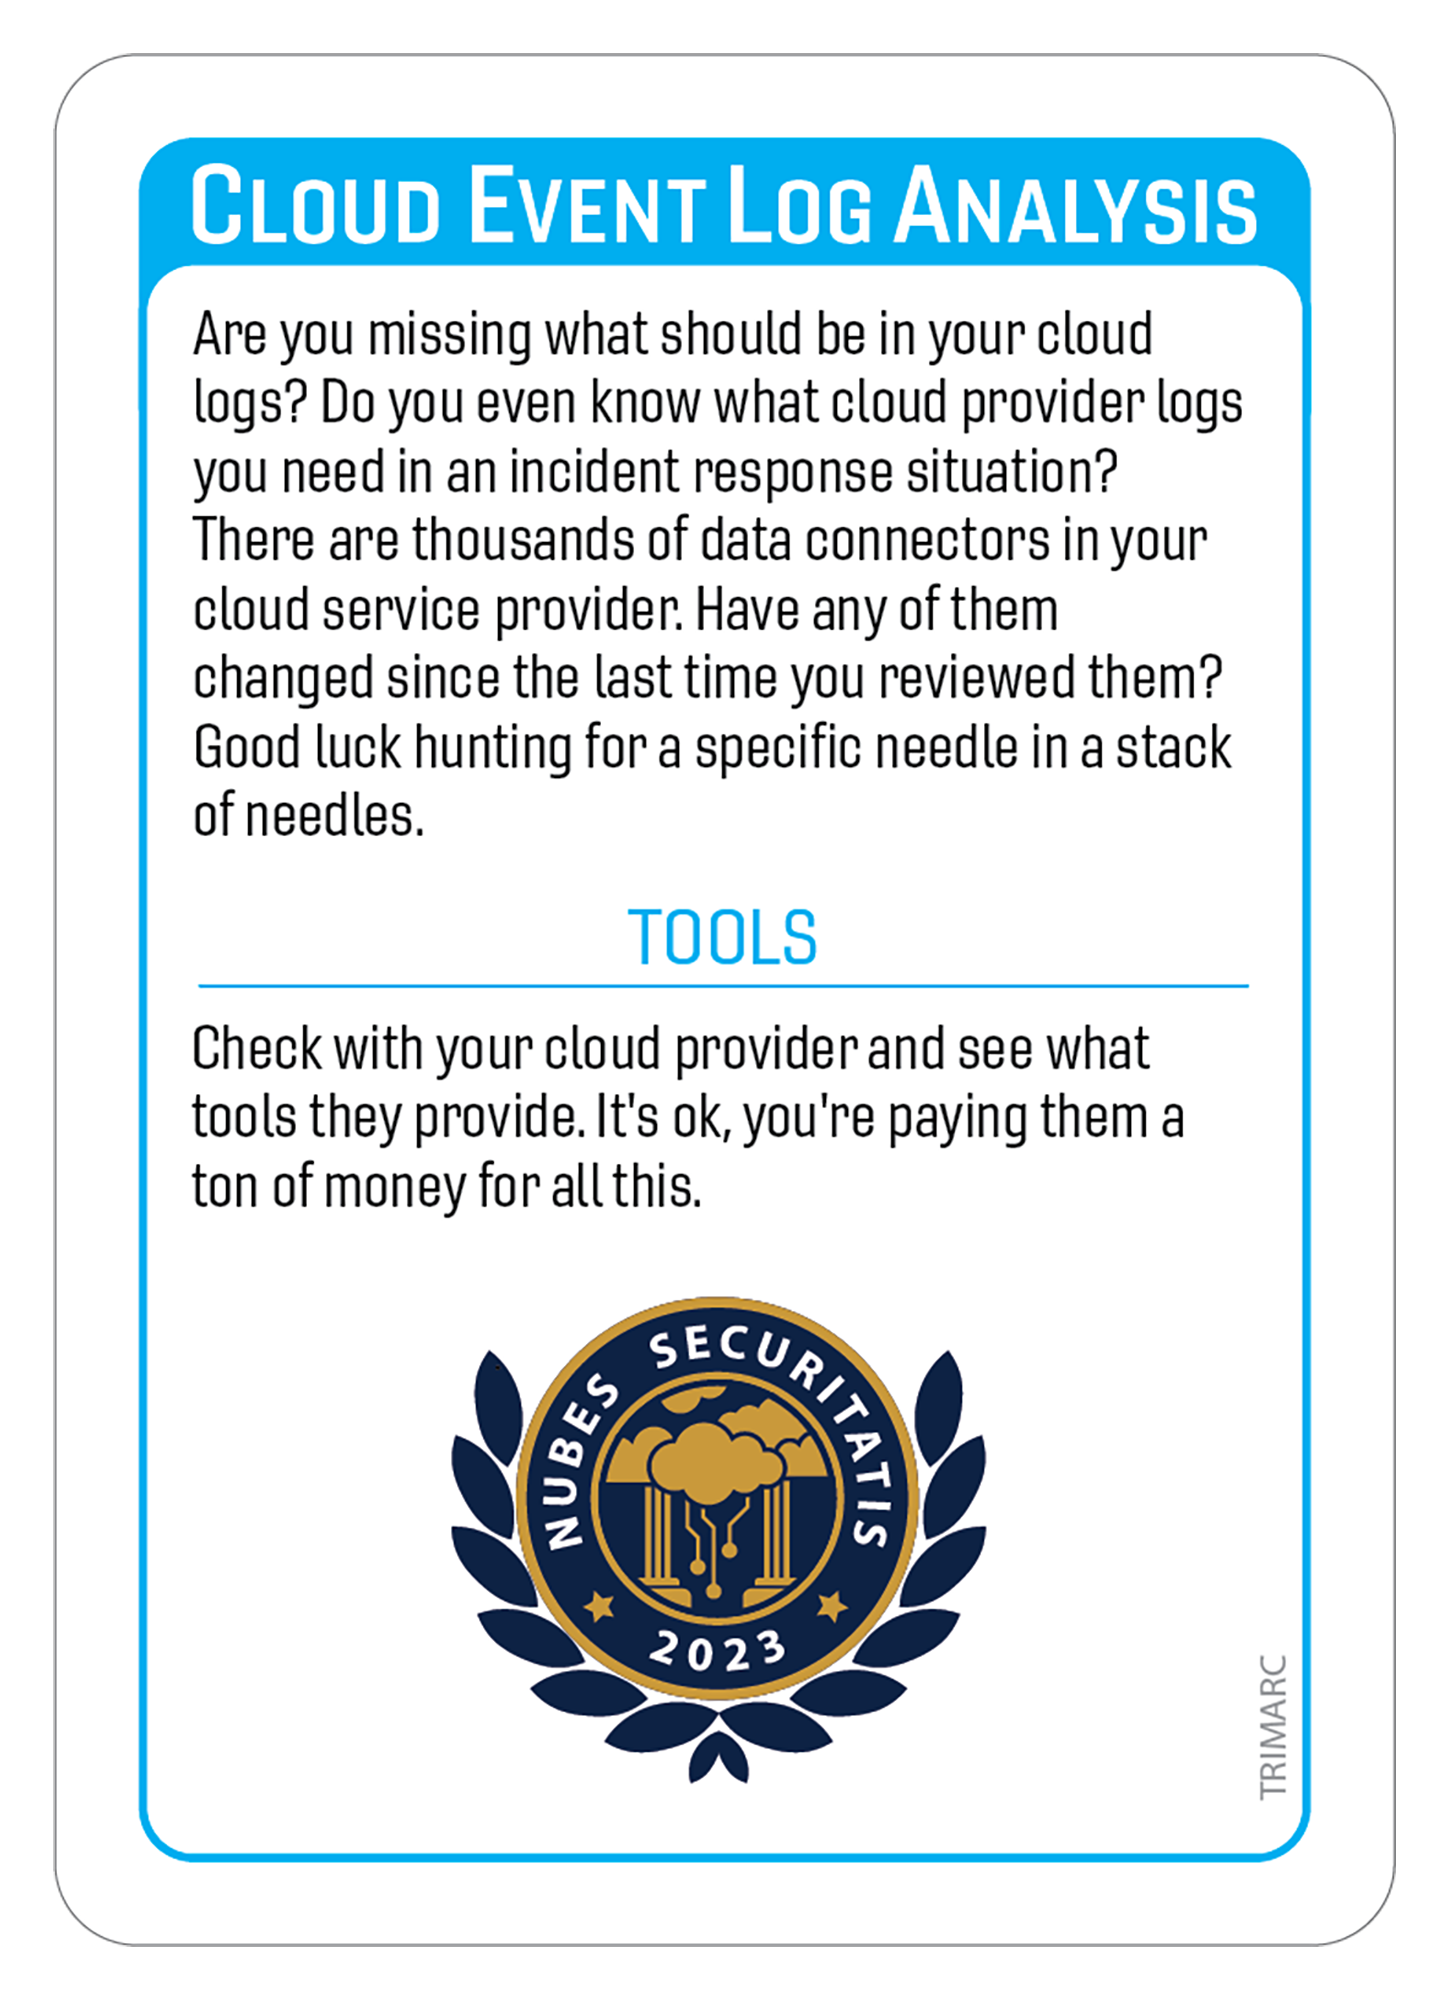 Cloud Event Log Analysis
Are you missing what should be in your cloud
logs? Do you even know what cloud provider logs
you need in an incident response situation?
There are thousands of data connectors in your
cloud service provider. Have any of them
changed since the last time you reviewed them?
Good luck hunting for a specific needle in a stack
of needles.
TOOLS
Check with your cloud provider and see what
tools they provide. It's ok, you're paying them a
ton of money for all this.
NUBES SECURITATIS
2023
TRIMARC